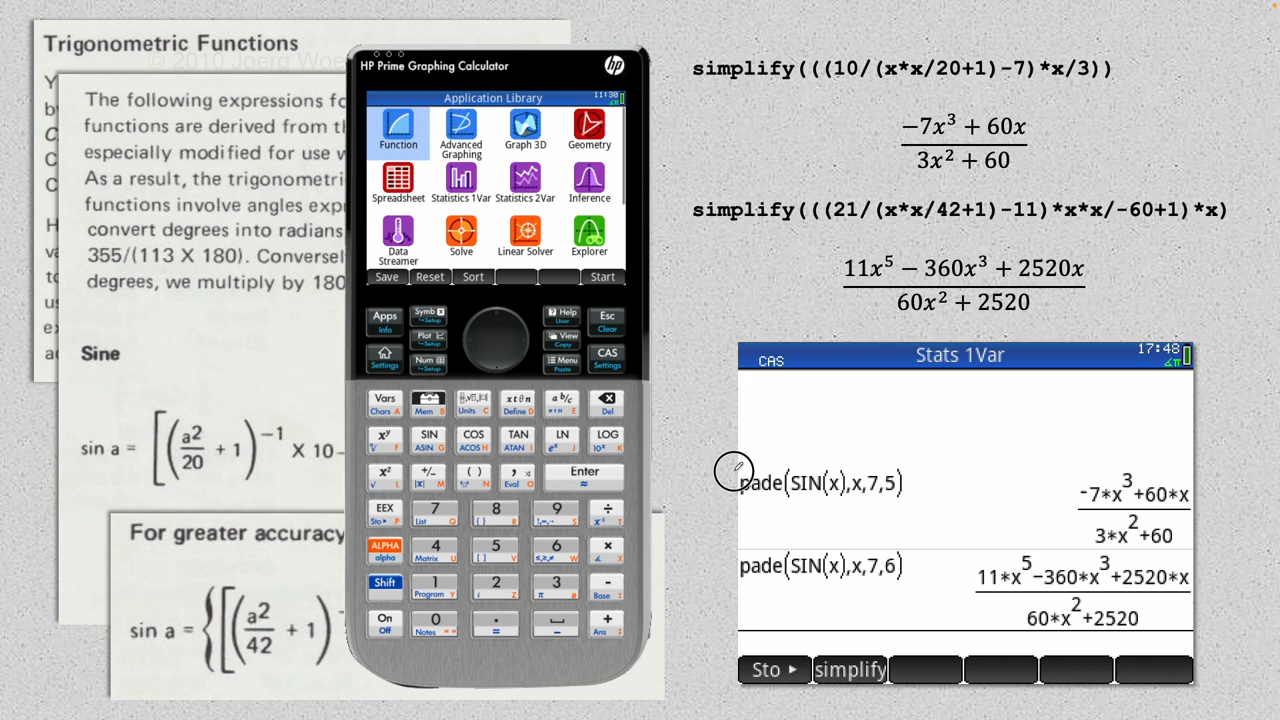 Trigonometric Functions
© 2010 Joerg Woe
The following expressions fo
functions are derived from th
especially modified for use w
As a result, the trigonometri
functions involve angles expr
convert degrees into radians
355/(113 X 180). Conversel
degrees, we multiply by 180
Sine
sin a = [(a2/20 + 1)^−1 X 10 −
For greater accuracy
sin a = {[(a2/42 + 1)^−
HP Prime Graphing Calculator
hp
Application Library 11:30
Function Advanced Graphing Graph 3D Geometry
Spreadsheet Statistics 1Var Statistics 2Var Inference
Data Streamer Solve Linear Solver Explorer
Save Reset Sort Start
Apps Info Symb Setup Help User Esc Clear
Plot Setup View Copy
Settings Num Setup Menu Paste CAS Settings
Vars Chars A Mem B Units C x t θ n Define D a b/c E Del
xʸ F SIN ASIN G COS ACOS H TAN ATAN I LN eˣ J LOG 10ˣ K
x² √ L +/- |x| M ( ) N , Eval O Enter ≈
EEX Sto ▸ P 7 List Q 8 { } R 9 !,∞,→ S ÷ x⁻¹ T
ALPHA alpha 4 Matrix U 5 [ ] V 6 ≤,≥,≠ W × ∡ X
Shift 1 Program Y 2 i Z 3 π # - Base :
On Off 0 Notes " " . = _ + Ans ;
simplify(((10/(x*x/20+1)-7)*x/3))
−7x³ + 60x
3x² + 60
simplify(((21/(x*x/42+1)-11)*x*x/-60+1)*x)
11x⁵ − 360x³ + 2520x
60x² + 2520
CAS Stats 1Var 17:48
pade(SIN(x),x,7,5)
-7*x³+60*x
3*x²+60
pade(SIN(x),x,7,6)
11*x⁵−360*x³+2520*x
60*x²+2520
Sto ▸ simplify